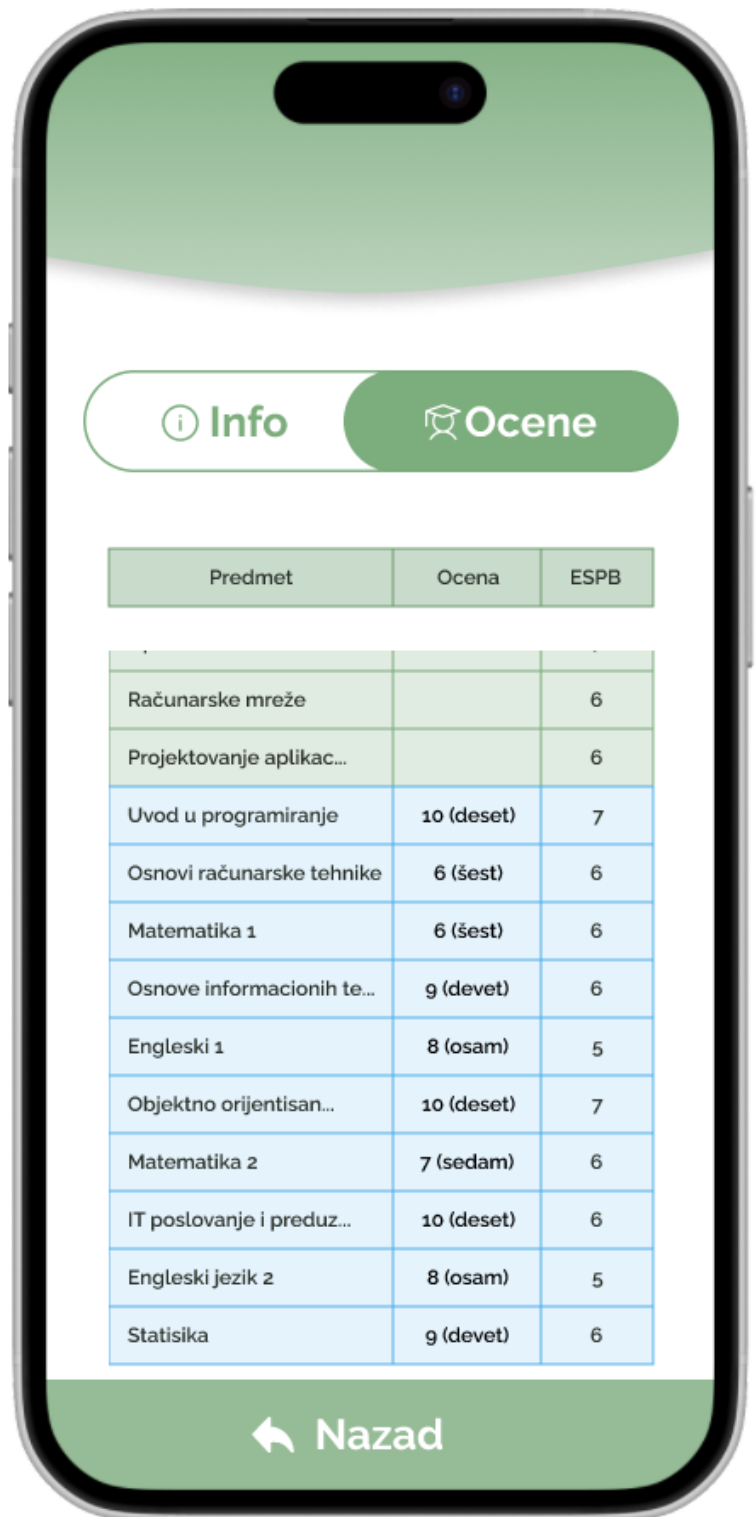 Info Ocene
Predmet Ocena ESPB
Računarske mreže 6
Projektovanje aplikac... 6
Uvod u programiranje 10 (deset) 7
Osnovi računarske tehnike 6 (šest) 6
Matematika 1 6 (šest) 6
Osnove informacionih te... 9 (devet) 6
Engleski 1 8 (osam) 5
Objektno orijentisan... 10 (deset) 7
Matematika 2 7 (sedam) 6
IT poslovanje i preduz... 10 (deset) 6
Engleski jezik 2 8 (osam) 5
Statisika 9 (devet) 6
Nazad